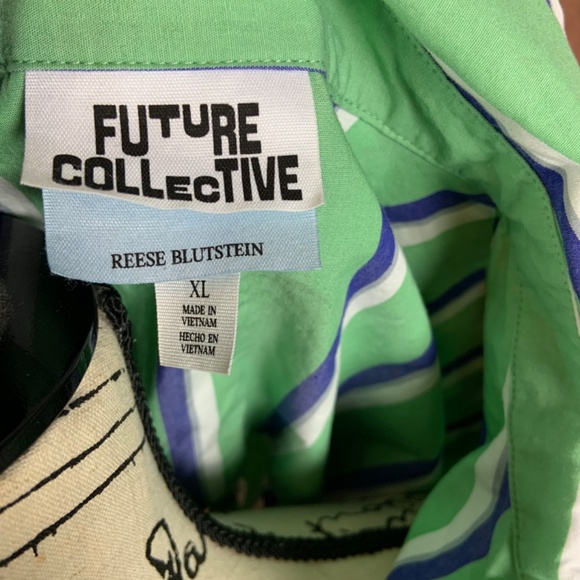 FUTURE
COLLECTIVE
REESE BLUTSTEIN
XL
MADE IN
VIETNAM
HECHO EN
VIETNAM